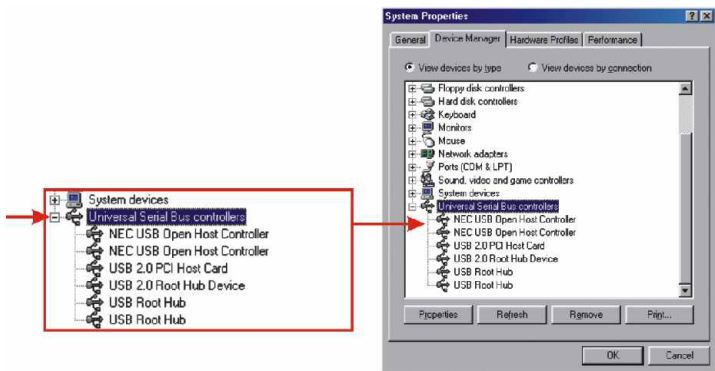 System devices
Universal Serial Bus controllers
NEC USB Open Host Controller
NEC USB Open Host Controller
USB 2.0 PCI Host Card
USB 2.0 Root Hub Device
USB Root Hub
USB Root Hub
System Properties
General Device Manager Hardware Profiles Performance
View devices by type View devices by connection
Floppy disk controllers
Hard disk controllers
Keyboard
Monitors
Mouse
Network adapters
Ports (COM & LPT)
Sound, video and game controllers
System devices
Universal Serial Bus controllers
NEC USB Open Host Controller
NEC USB Open Host Controller
USB 2.0 PCI Host Card
USB 2.0 Root Hub Device
USB Root Hub
USB Root Hub
Properties Refresh Remove Print...
OK Cancel